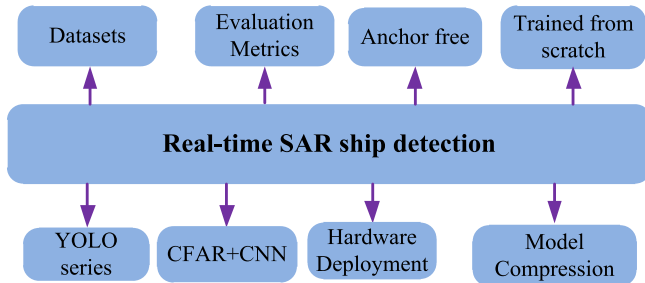 Datasets
Evaluation
Metrics
Anchor free
Trained from
scratch
Real-time SAR ship detection
YOLO
series
CFAR+CNN
Hardware
Deployment
Model
Compression